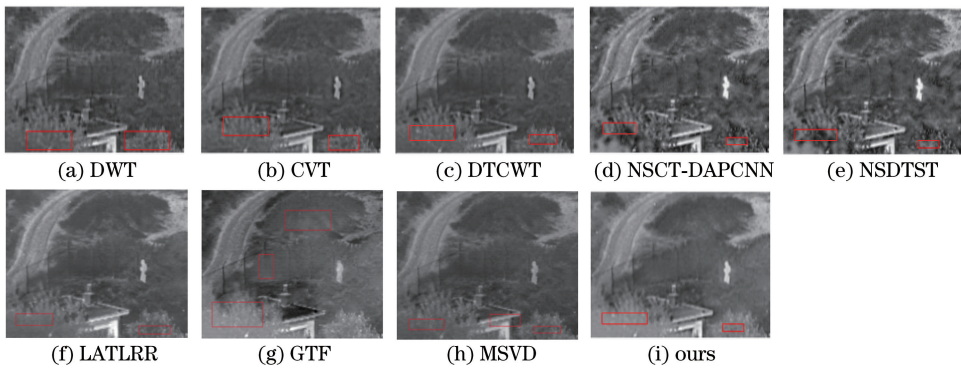 (a) DWT
(b) CVT
(c) DTCWT
(d) NSCT-DAPCNN
(e) NSDTST
(f) LATLRR
(g) GTF
(h) MSVD
(i) ours